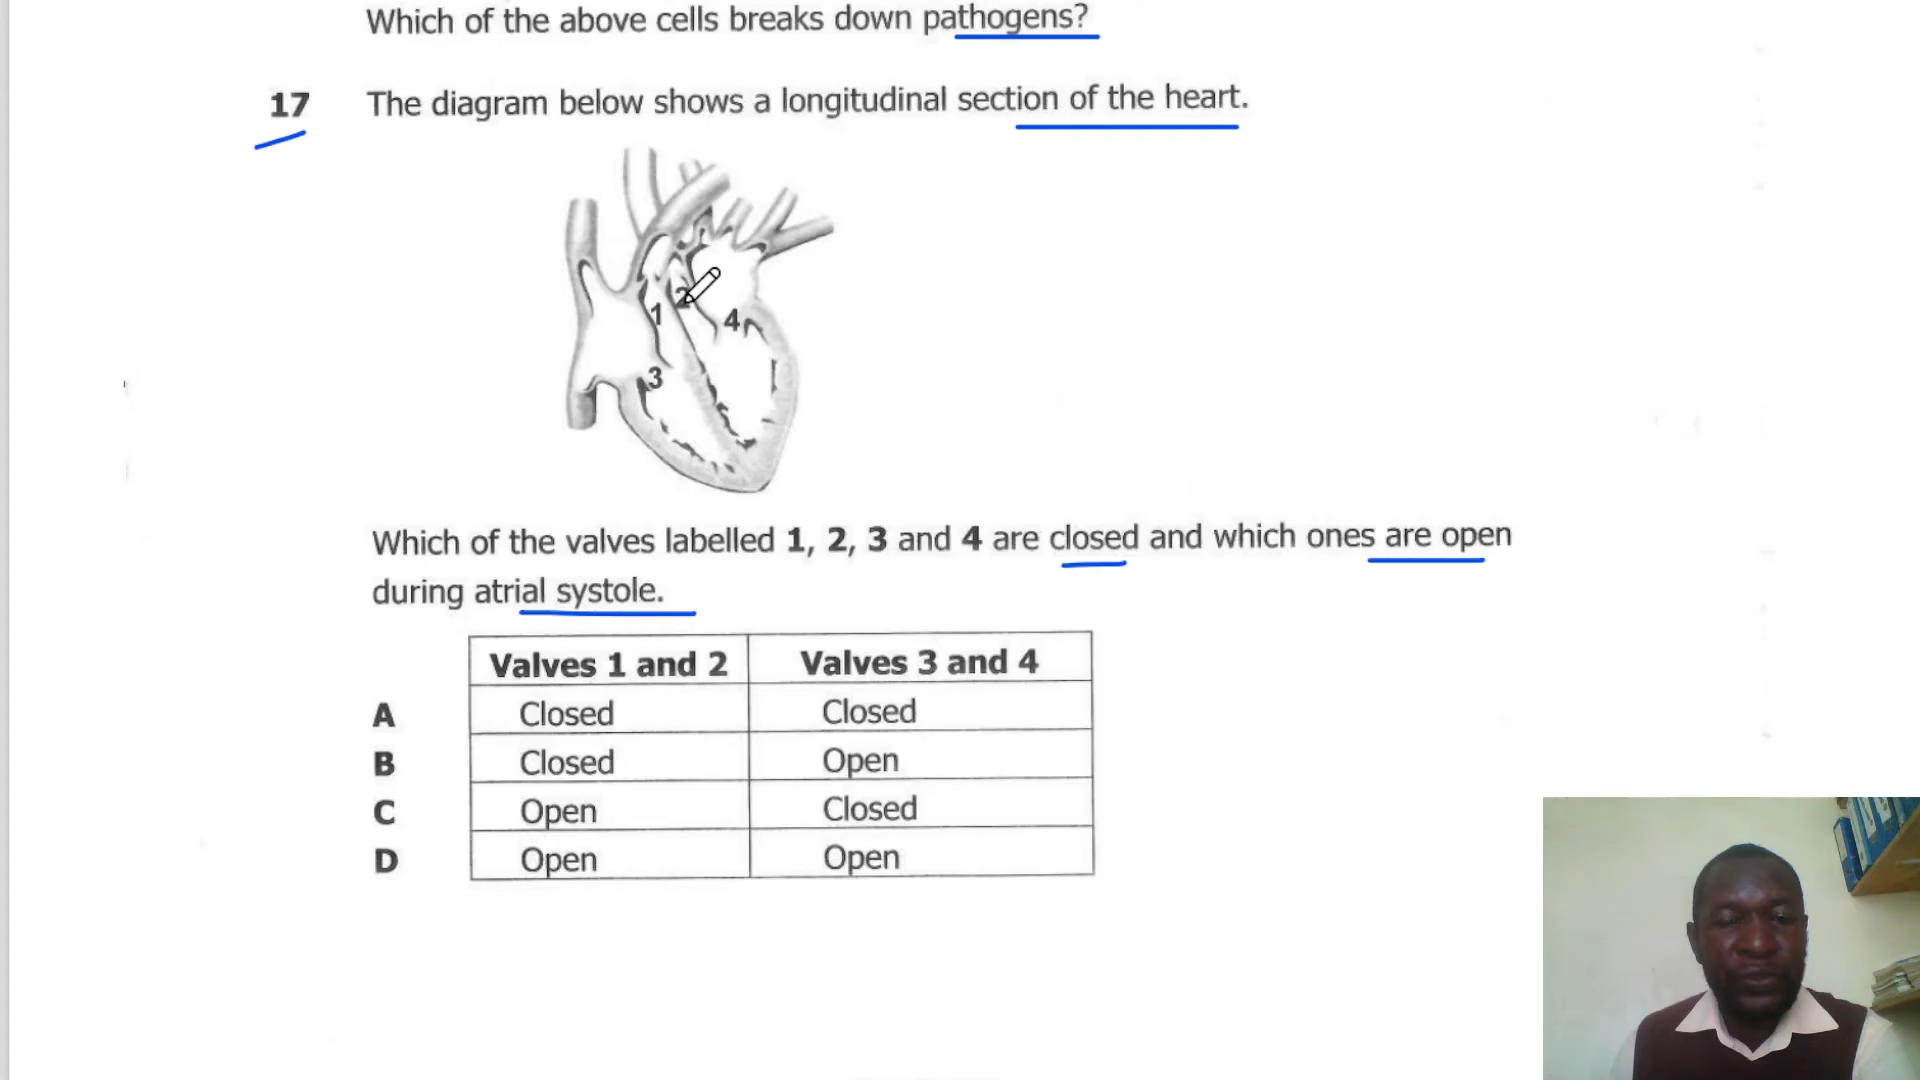 Which of the above cells breaks down pathogens?
17 The diagram below shows a longitudinal section of the heart.
1
2
4
3
Which of the valves labelled 1, 2, 3 and 4 are closed and which ones are open
during atrial systole.
Valves 1 and 2 Valves 3 and 4
A Closed Closed
B Closed Open
C Open Closed
D Open Open